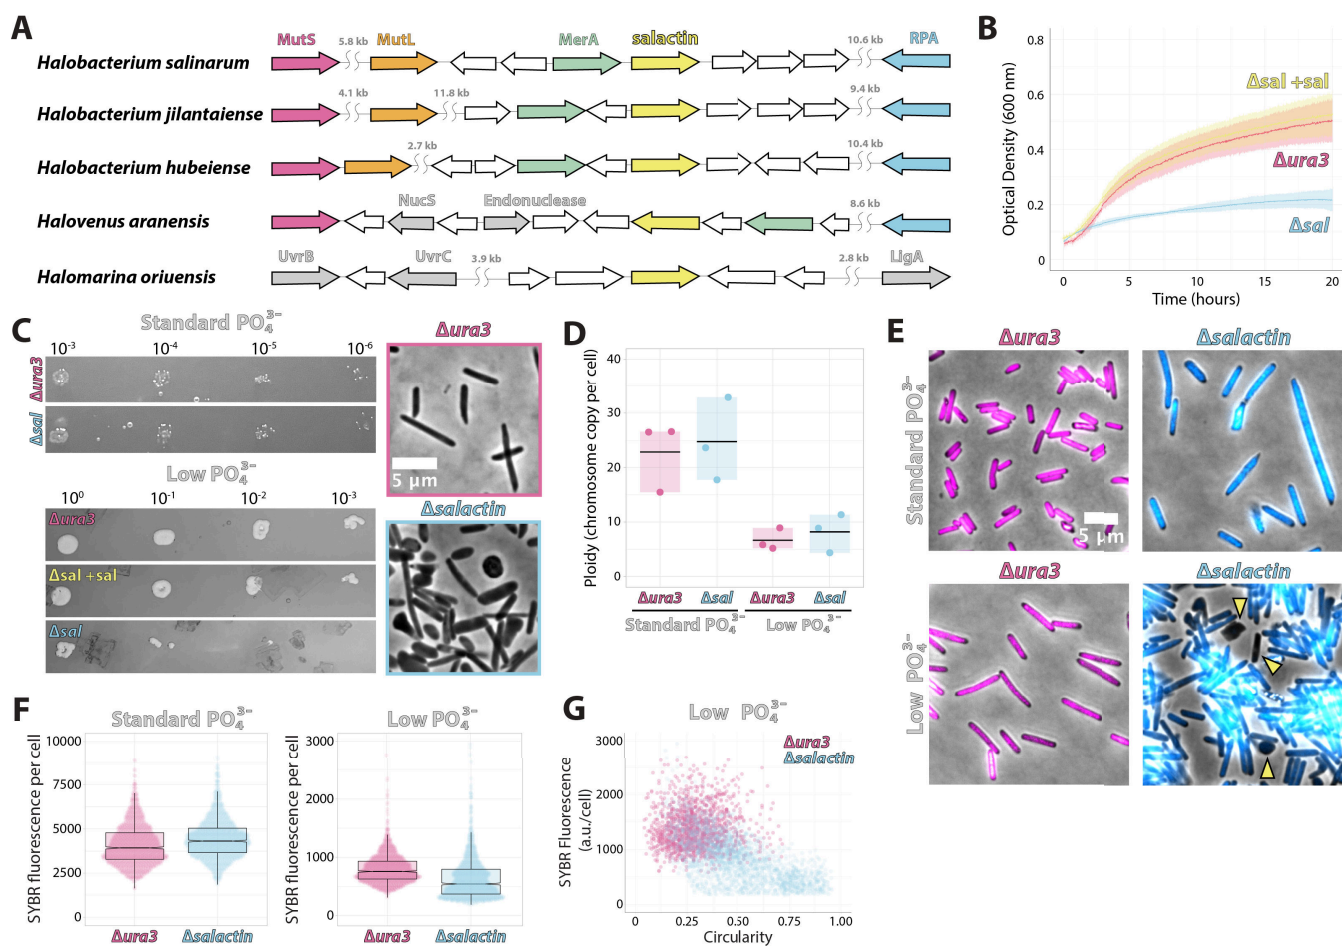 A
MutS 5.8 kb MutL MerA salactin 10.6 kb RPA
Halobacterium salinarum
4.1 kb 11.8 kb 9.4 kb
Halobacterium jilantaiense
2.7 kb 10.4 kb
Halobacterium hubeiense
NucS Endonuclease 8.6 kb
Halovenus aranensis
UvrB UvrC 3.9 kb 2.8 kb LigA
Halomarina oriuensis
B
Optical Density (600 nm)
0.8
0.6
0.4
0.2
0
Δsal +sal
Δura3
Δsal
0 5 10 15 20
Time (hours)
C
Standard PO₄³⁻
10⁻³ 10⁻⁴ 10⁻⁵ 10⁻⁶
Δura3
Δsal
Low PO₄³⁻
10⁰ 10⁻¹ 10⁻² 10⁻³
Δura3
Δsal +sal
Δsal
Δura3
5 μm
Δsalactin
D
Ploidy (chromosome copy per cell)
40
30
20
10
0
Δura3 Δsal Δura3 Δsal
Standard PO₄³⁻ Low PO₄³⁻
E
Δura3 Δsalactin
Standard PO₄³⁻
5 μm
Δura3 Δsalactin
Low PO₄³⁻
F
Standard PO₄³⁻
SYBR fluorescence per cell
10000
7500
5000
2500
0
Δura3 Δsalactin
Low PO₄³⁻
SYBR fluorescence per cell
3000
2000
1000
0
Δura3 Δsalactin
G
Low PO₄³⁻
Δura3
Δsalactin
SYBR Fluorescence
(a.u./cell)
3000
2000
1000
0
0 0.25 0.50 0.75 1.00
Circularity